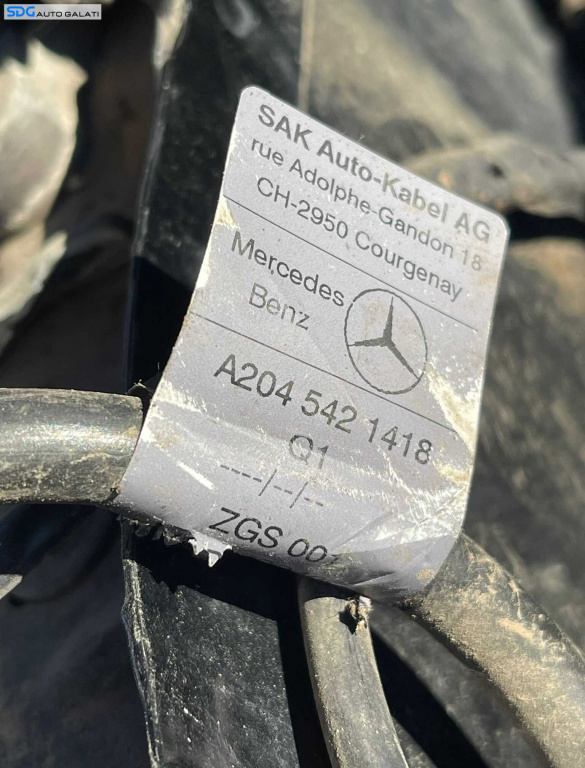 SDG AUTO GALATI
SAK Auto-Kabel AG
rue Adolphe-Gandon 18
CH-2950 Courgenay
Mercedes
Benz
A204 542 1418
Q1
----/--/--
ZGS 001